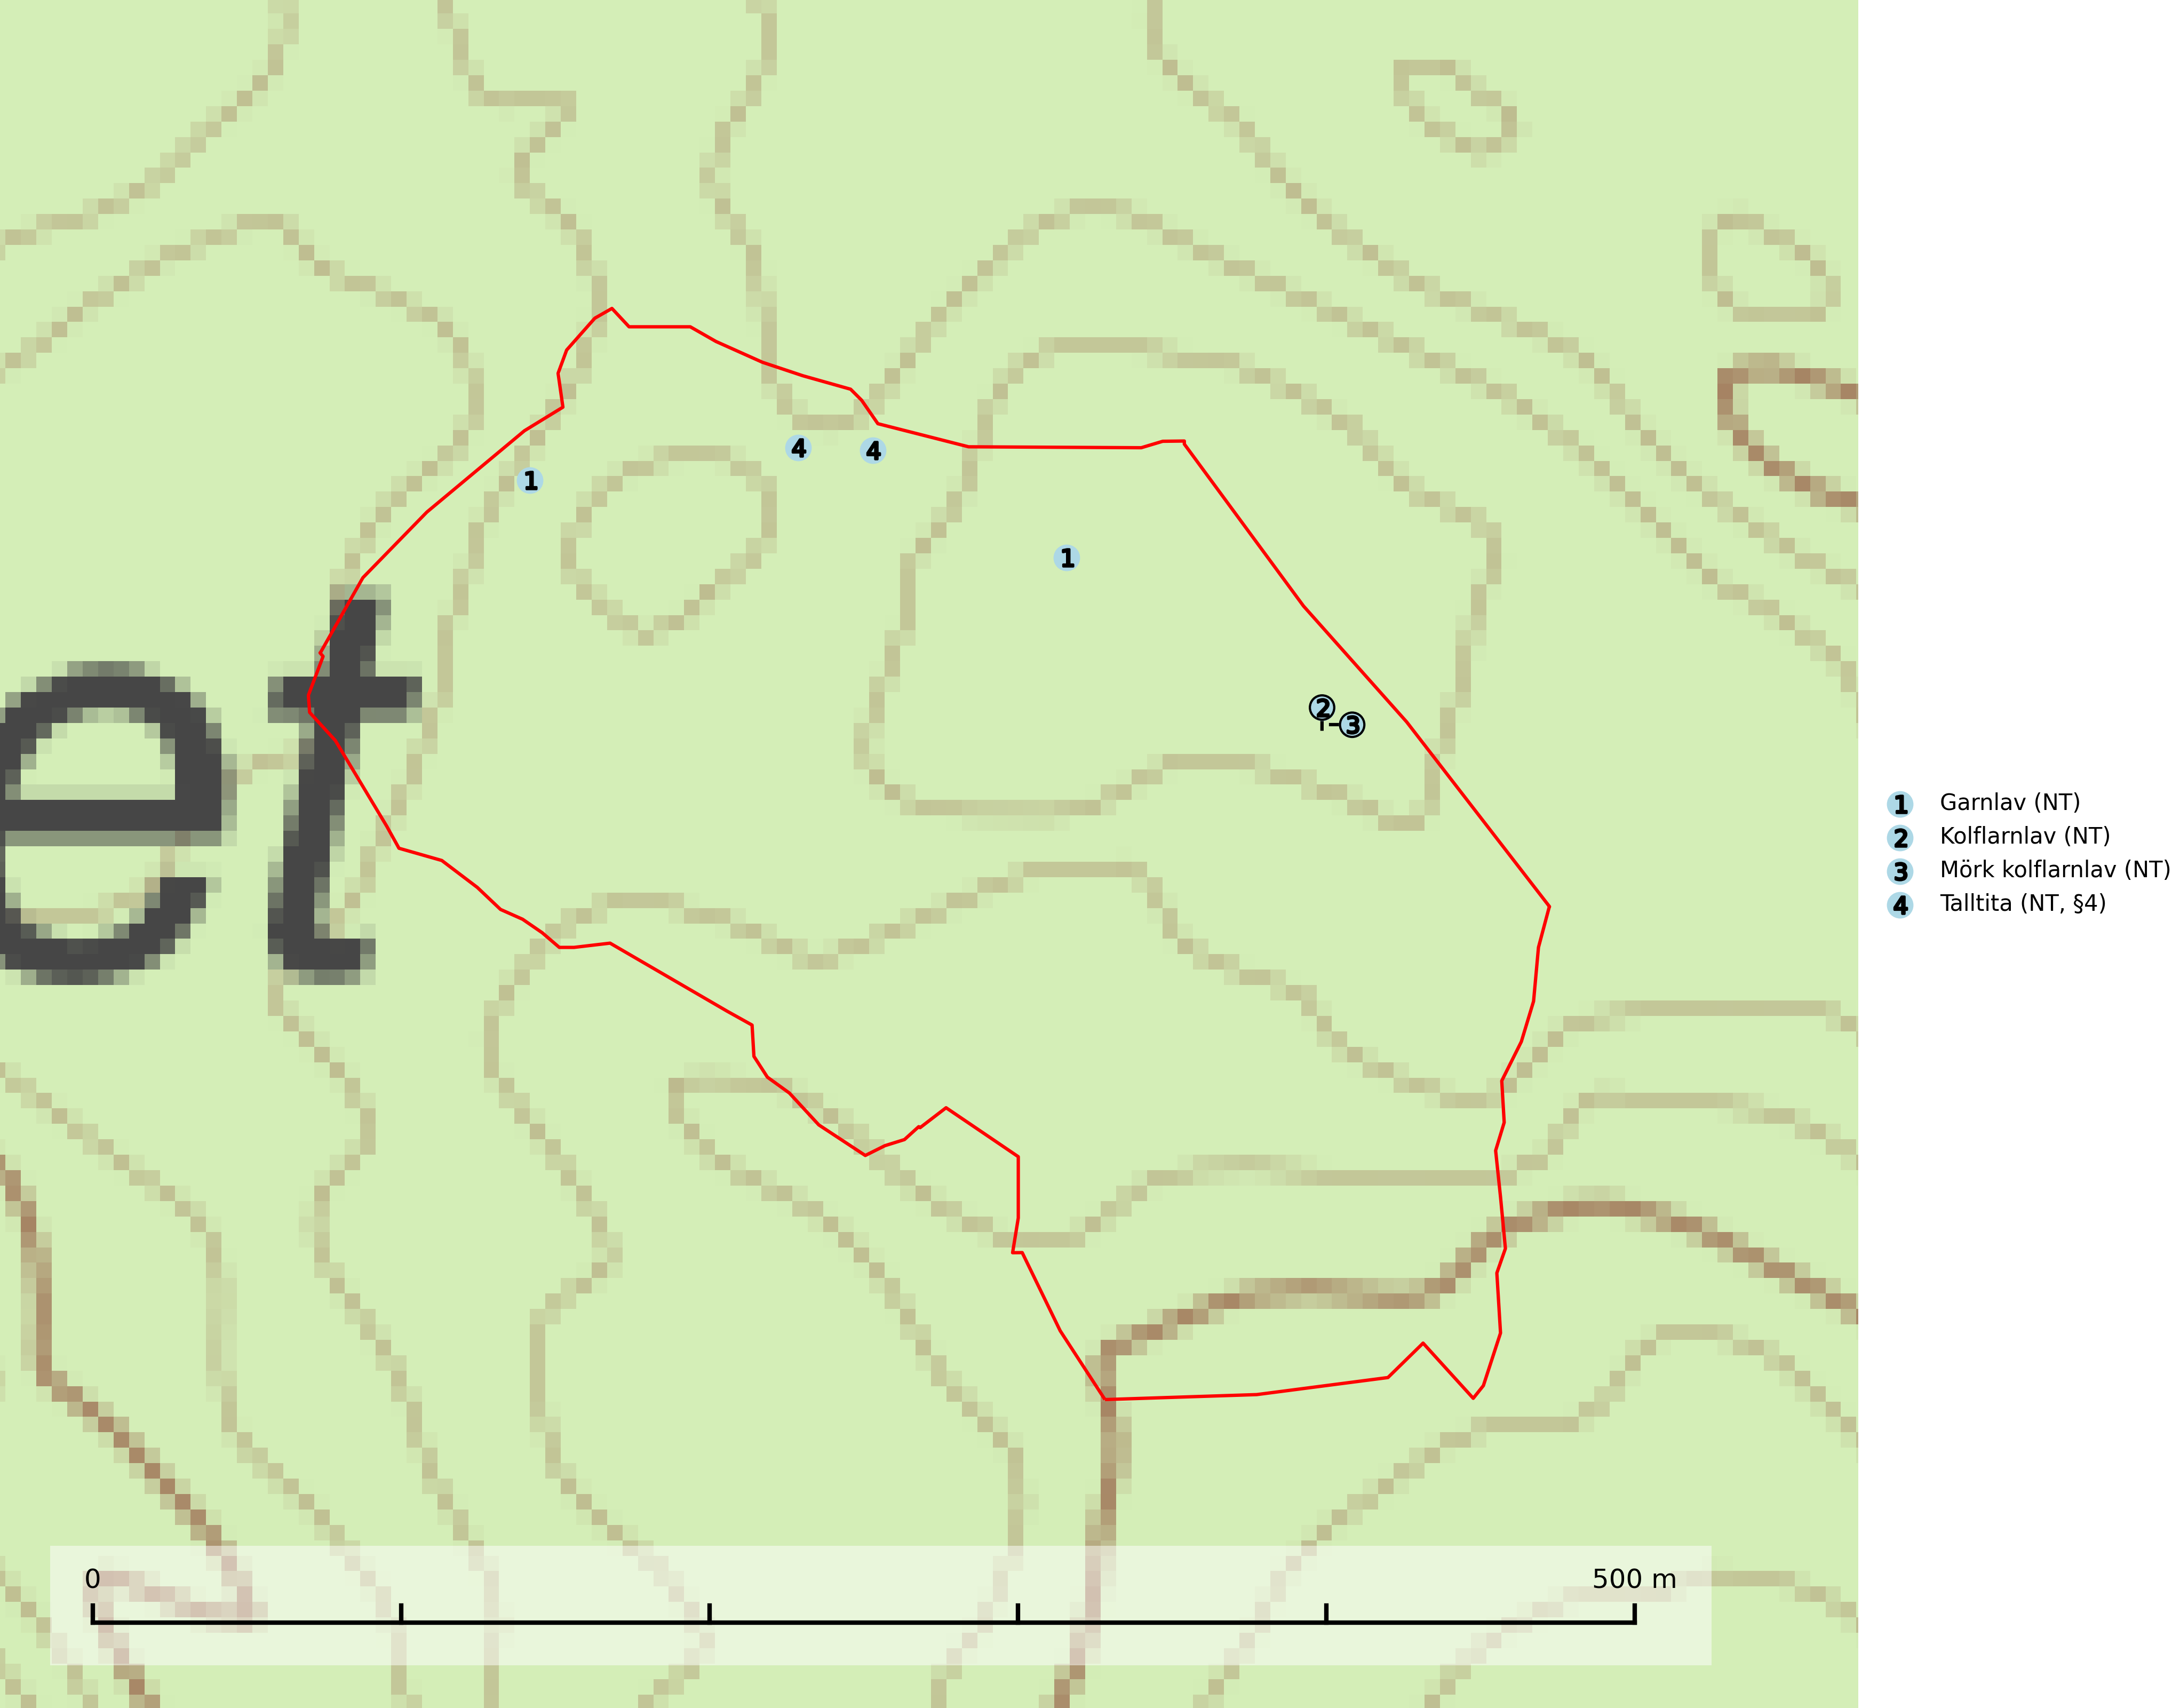 4
4
1
1
2
3
et
1 Garnlav (NT)
2 Kolflarnlav (NT)
3 Mörk kolflarnlav (NT)
4 Talltita (NT, §4)
0
500 m